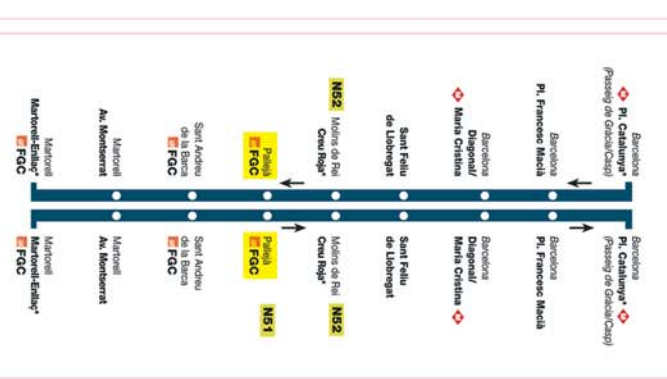 Barcelona
Pl. Catalunya*
(Passeig de Gràcia/Casp)
Barcelona
Pl. Francesc Macià
Barcelona
Diagonal/
Maria Cristina
Sant Feliu
de Llobregat
N52
Molins de Rei
Creu Roja*
Pallejà
FGC
Sant Andreu
de la Barca
FGC
Martorell
Av. Montserrat
Martorell
Martorell-Enllaç*
FGC
Barcelona
Pl. Catalunya*
(Passeig de Gràcia/Casp)
Barcelona
Pl. Francesc Macià
Barcelona
Diagonal/
Maria Cristina
Sant Feliu
de Llobregat
Molins de Rei
Creu Roja*
N52
Pallejà
FGC
N51
Sant Andreu
de la Barca
FGC
Martorell
Av. Montserrat
Martorell
Martorell-Enllaç*
FGC